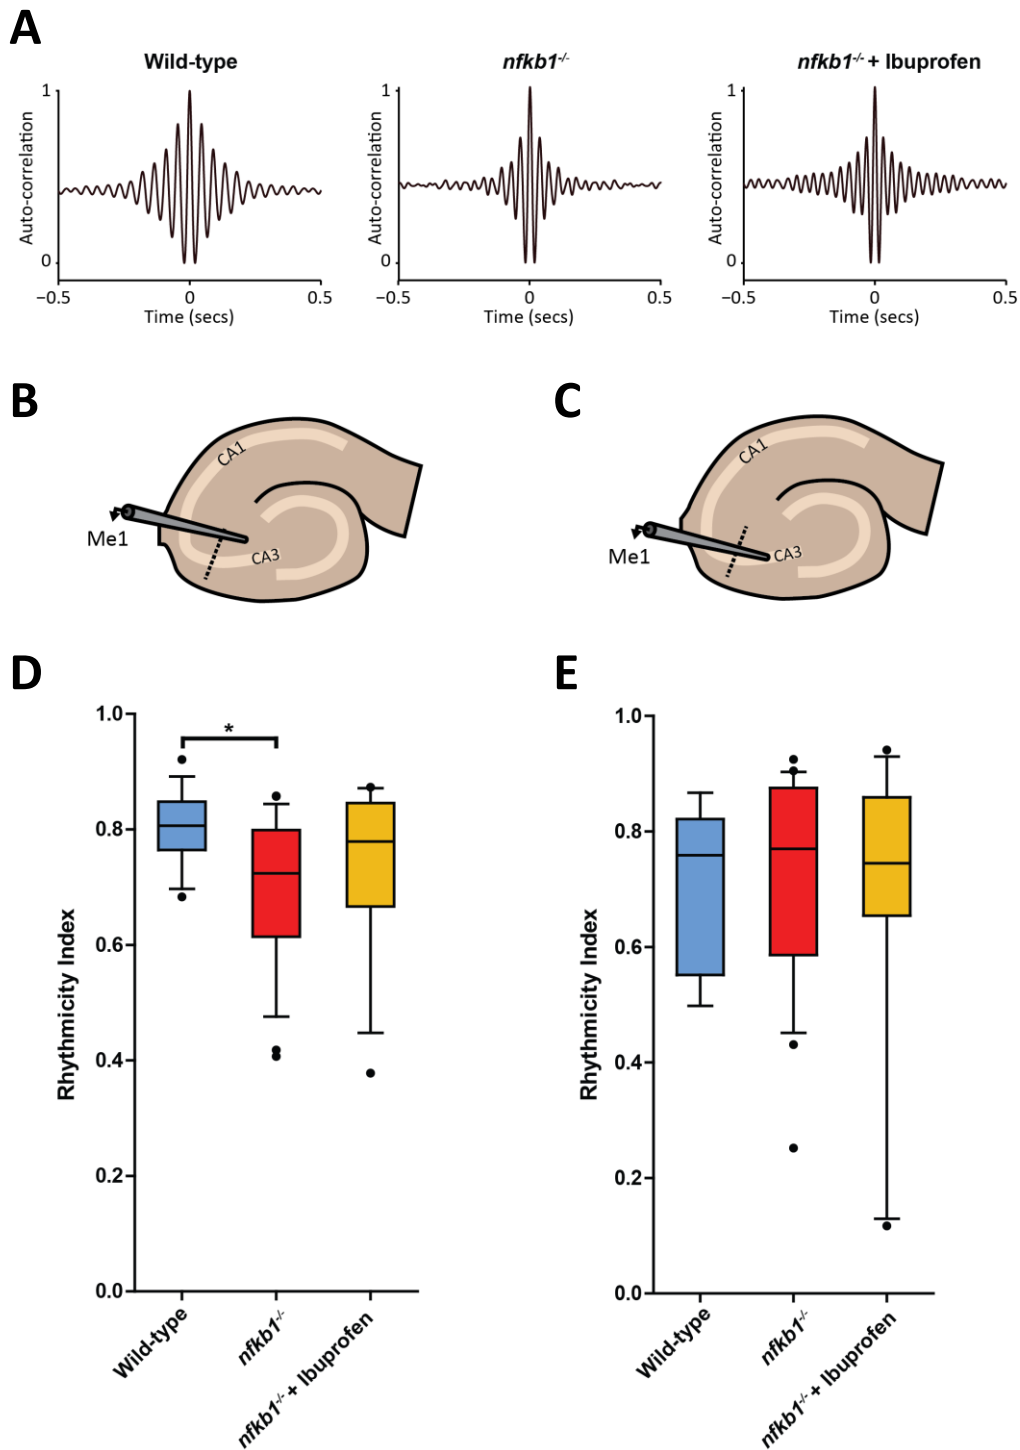 A
Wild-type
nfkb1-/-
nfkb1-/- + Ibuprofen
1
Auto-correlation
0
−0.5
0
0.5
Time (secs)
1
Auto-correlation
0
−0.5
0
0.5
Time (secs)
1
Auto-correlation
0
−0.5
0
0.5
Time (secs)
B
CA1
Me1
CA3
C
CA1
Me1
CA3
D
1.0
0.8
0.6
0.4
0.2
0.0
Rhythmicity Index
*
Wild-type
nfkb1-/-
nfkb1-/- + Ibuprofen
E
1.0
0.8
0.6
0.4
0.2
0.0
Rhythmicity Index
Wild-type
nfkb1-/-
nfkb1-/- + Ibuprofen